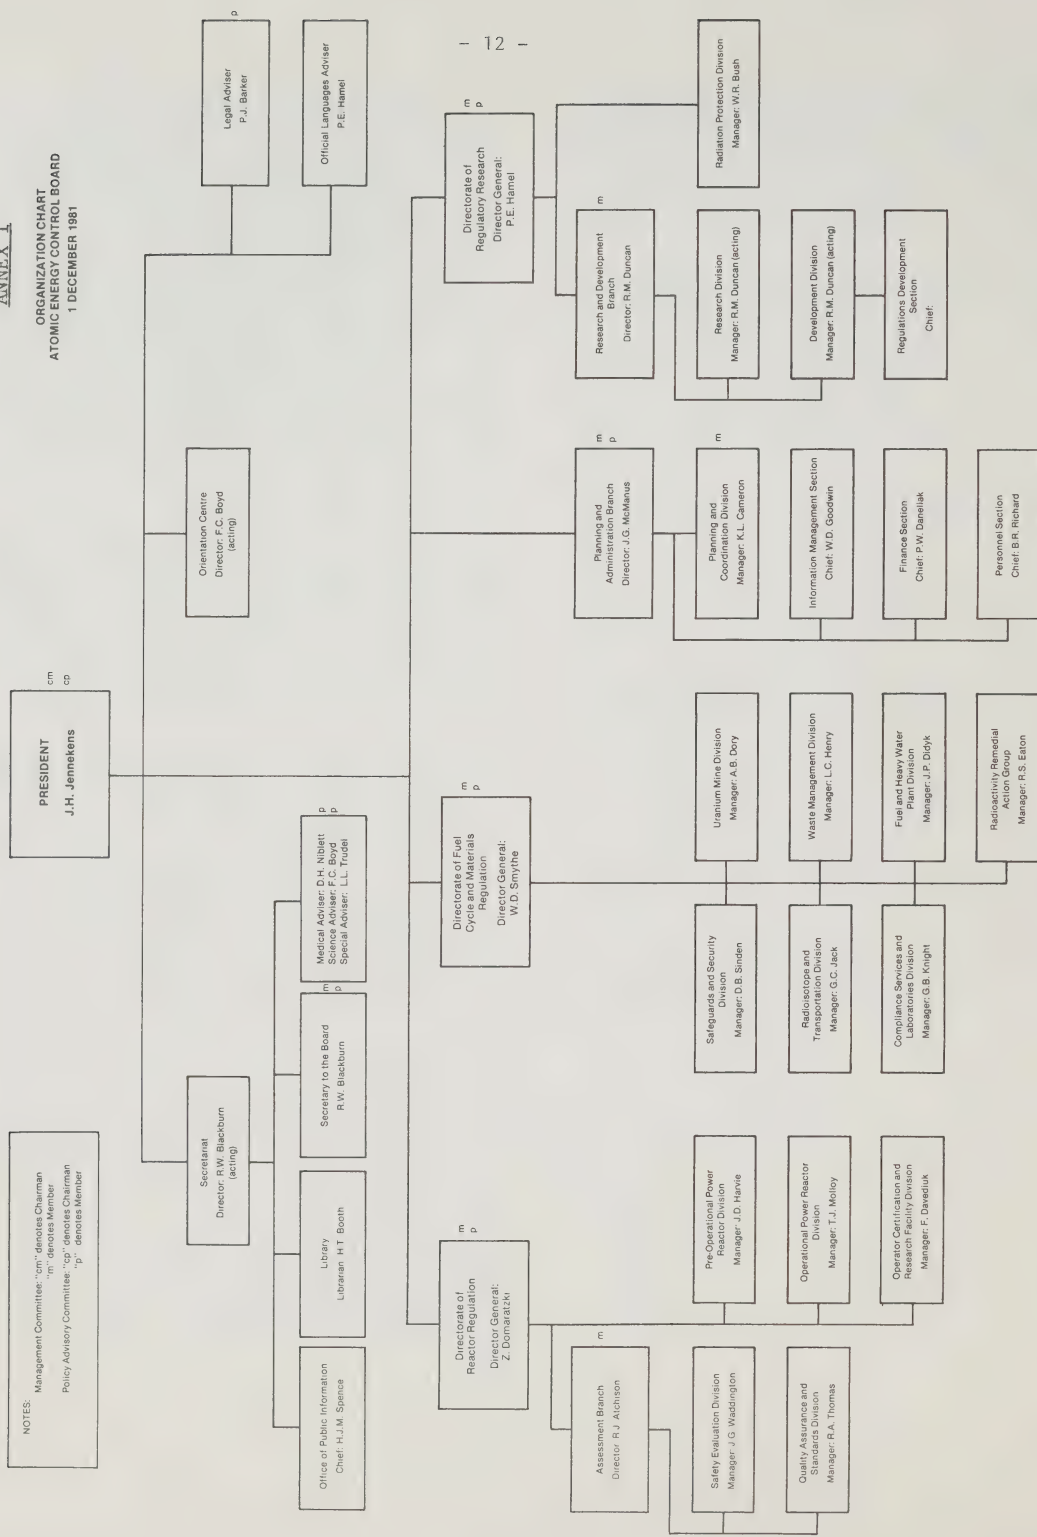 - 12 -
ANNEX I
ORGANIZATION CHART
ATOMIC ENERGY CONTROL BOARD
1 DECEMBER 1981
NOTES:
Management Committee: "cm" denotes Chairman
"m" denotes Member
Policy Advisory Committee: "cp" denotes Chairman
"p" denotes Member
PRESIDENT
J.H. Jennekens
cm
cp
Secretariat
Director: R.W. Blackburn
(acting)
Orientation Centre
Director: F.C. Boyd
(acting)
Legal Adviser
P.J. Barker
p
Official Languages Adviser
P.E. Hamel
Office of Public Information
Chief: H.J.M. Spence
Library
Librarian H T Booth
Secretary to the Board
R.W. Blackburn
m
p
Medical Adviser: D.H. Niblett
Science Adviser: F.C. Boyd
Special Adviser: L.L. Trudel
p
p
Directorate of
Reactor Regulation
Director General:
Z. Domaratzki
m
p
Directorate of Fuel
Cycle and Materials
Regulation
Director General:
W.D. Smythe
m
p
Directorate of
Regulatory Research
Director General:
P.E. Hamel
m
p
Assessment Branch
Director R J Atchison
m
Planning and
Administration Branch
Director: J.G. McManus
m
p
Research and Development
Branch
Director: R.M. Duncan
m
Safety Evaluation Division
Manager: J G Waddington
Pre-Operational Power
Reactor Division
Manager J.D. Harvie
Safeguards and Security
Division
Manager: D.B. Sinden
Uranium Mine Division
Manager: A.B. Dory
Planning and
Coordination Division
Manager: K.L. Cameron
m
Research Division
Manager: R.M. Duncan (acting)
Radiation Protection Division
Manager: W.R. Bush
Quality Assurance and
Standards Division
Manager: R.A. Thomas
Operational Power Reactor
Division
Manager: T.J. Molloy
Radioisotope and
Transportation Division
Manager: G.C. Jack
Waste Management Division
Manager: L.C. Henry
Information Management Section
Chief: W.D. Goodwin
Development Division
Manager: R.M. Duncan (acting)
Operator Certification and
Research Facility Division
Manager: F. Davediuk
Compliance Services and
Laboratories Division
Manager: G.B. Knight
Fuel and Heavy Water
Plant Division
Manager: J.P. Didyk
Finance Section
Chief: P.W. Daneliak
Regulations Development
Section
Chief:
Radioactivity Remedial
Action Group
Manager: R.S. Eaton
Personnel Section
Chief: B.R. Richard